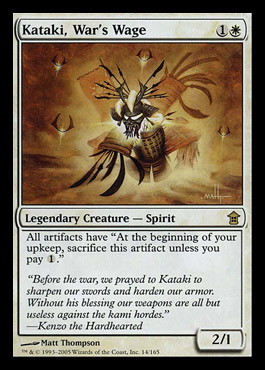 Kataki, War's Wage 1
MATT
Legendary Creature — Spirit
All artifacts have “At the beginning of your
upkeep, sacrifice this artifact unless you
pay 1.”
“Before the war, we prayed to Kataki to
sharpen our swords and harden our armor.
Without his blessing our weapons are all but
useless against the kami hordes.”
—Kenzo the Hardhearted
Matt Thompson
™ & © 1993–2005 Wizards of the Coast, Inc. 14/165
2/1